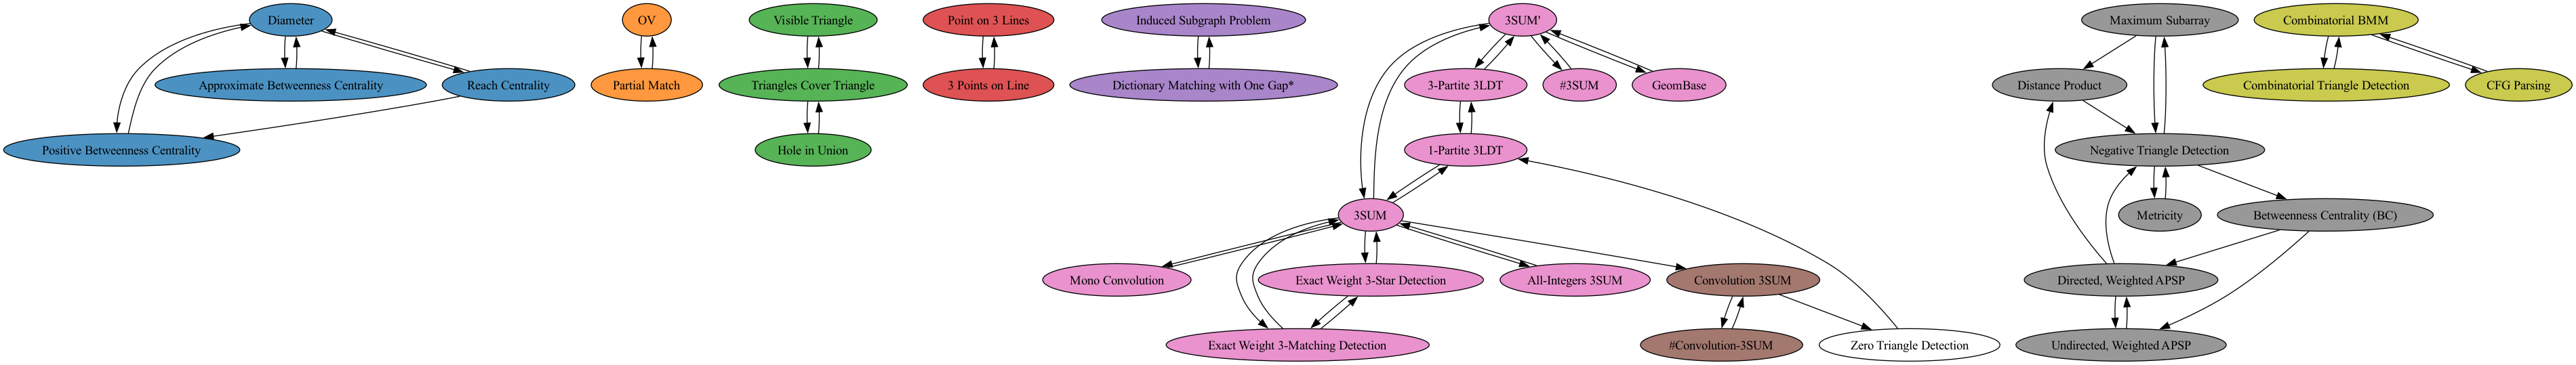 Diameter
OV
Visible Triangle
Point on 3 Lines
Induced Subgraph Problem
3SUM'
Maximum Subarray
Combinatorial BMM
Approximate Betweenness Centrality
Reach Centrality
Partial Match
Triangles Cover Triangle
3 Points on Line
Dictionary Matching with One Gap*
3-Partite 3LDT
#3SUM
GeomBase
Distance Product
Combinatorial Triangle Detection
CFG Parsing
Positive Betweenness Centrality
Hole in Union
1-Partite 3LDT
Negative Triangle Detection
3SUM
Metricity
Betweenness Centrality (BC)
Mono Convolution
Exact Weight 3-Star Detection
All-Integers 3SUM
Convolution 3SUM
Directed, Weighted APSP
Exact Weight 3-Matching Detection
#Convolution-3SUM
Zero Triangle Detection
Undirected, Weighted APSP